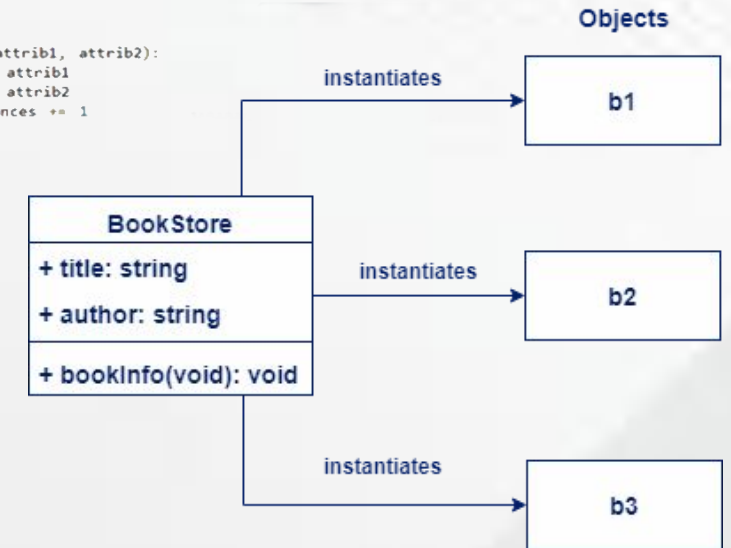 Objects
attrib1, attrib2):
attrib1
attrib2
+= 1
instantiates
b1
BookStore
+ title: string
+ author: string
+ bookInfo(void): void
instantiates
b2
instantiates
b3